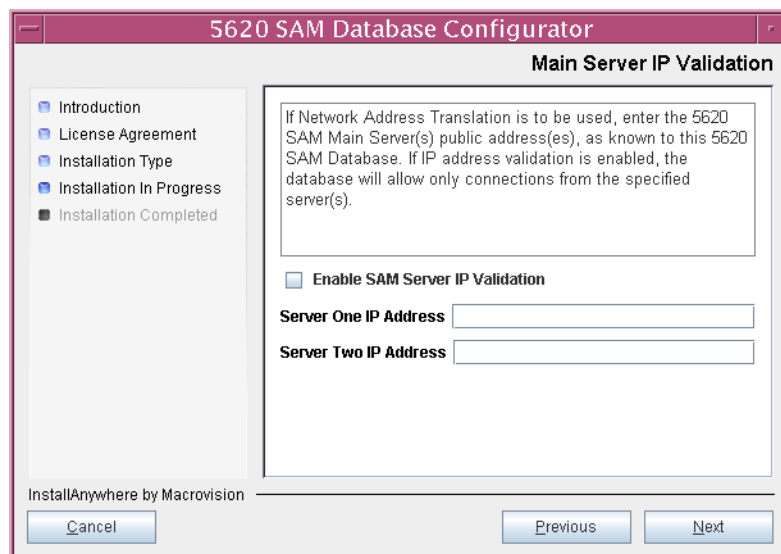 5620 SAM Database Configurator
Main Server IP Validation
Introduction
License Agreement
Installation Type
Installation In Progress
Installation Completed
If Network Address Translation is to be used, enter the 5620
SAM Main Server(s) public address(es), as known to this 5620
SAM Database. If IP address validation is enabled, the
database will allow only connections from the specified
server(s).
Enable SAM Server IP Validation
Server One IP Address
Server Two IP Address
InstallAnywhere by Macrovision
Cancel
Previous
Next